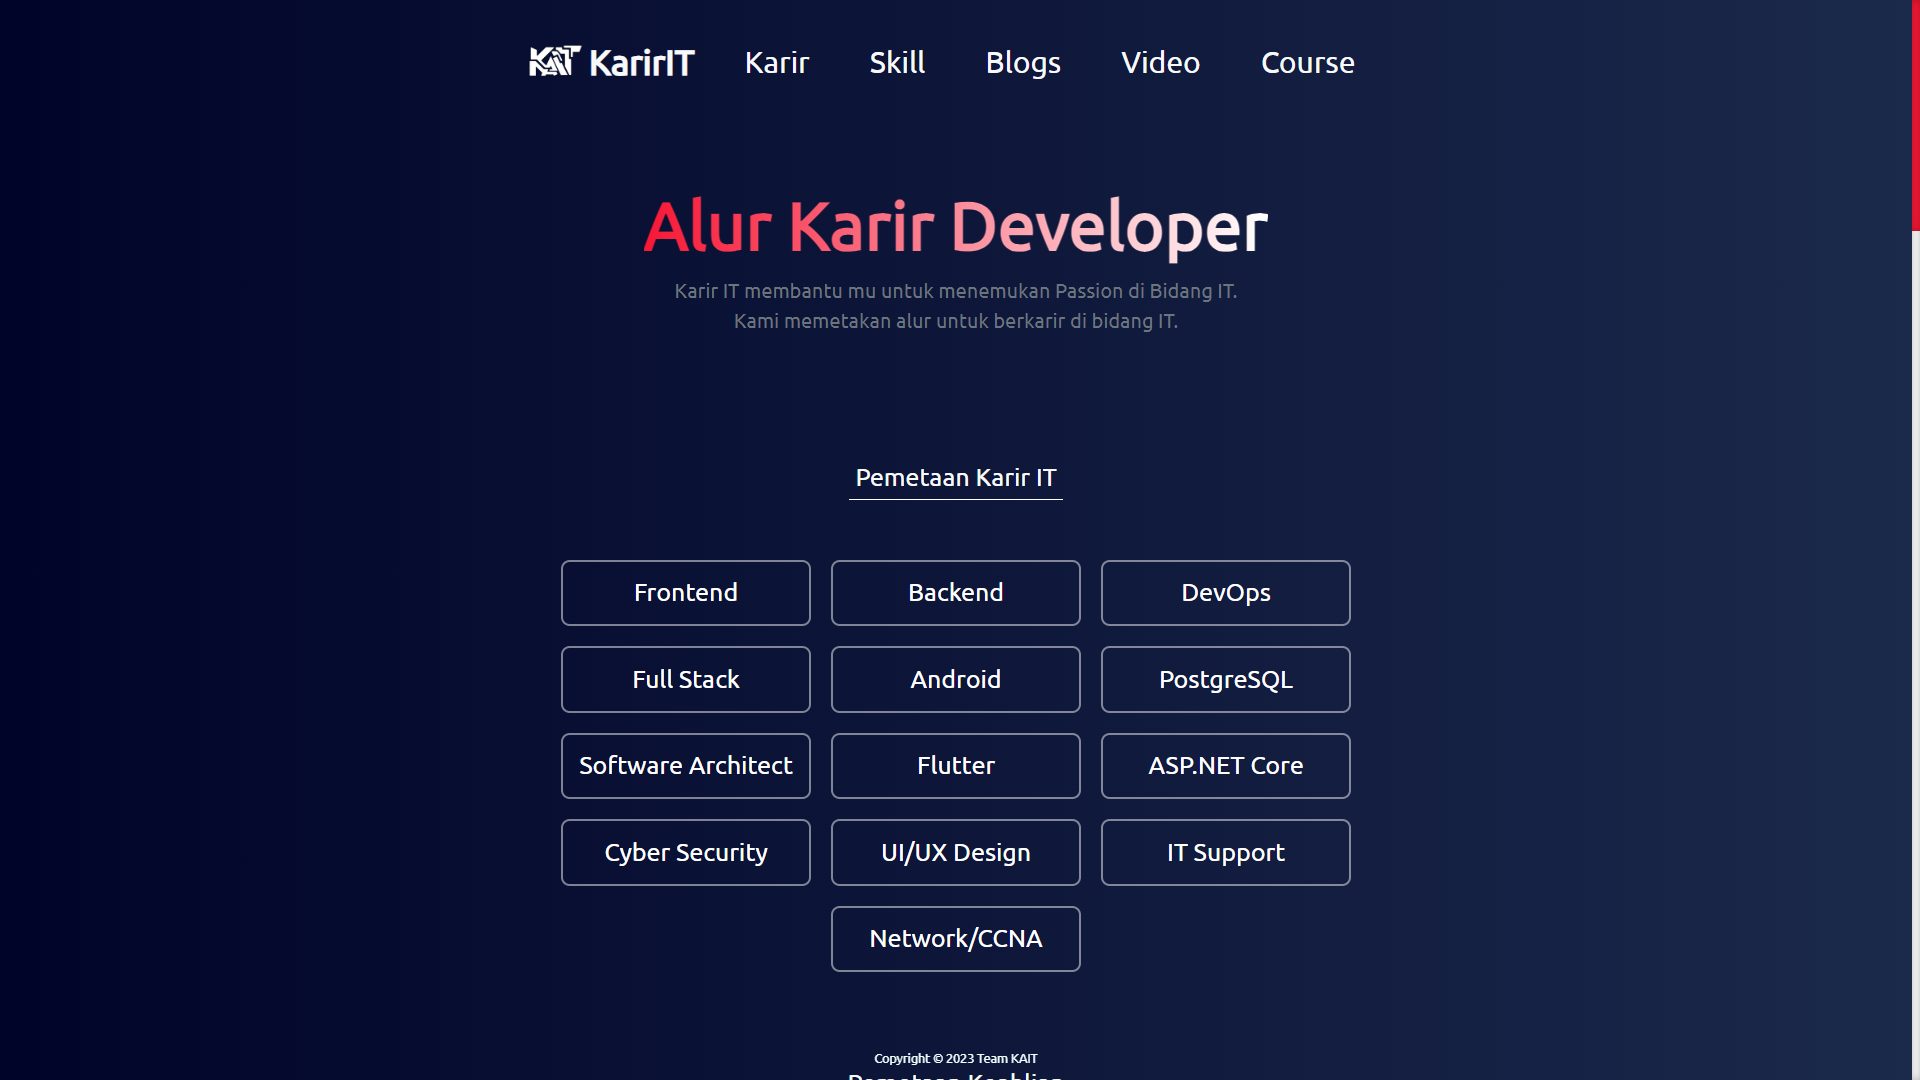 KAIT KarirIT Karir Skill Blogs Video Course
Alur Karir Developer
Karir IT membantu mu untuk menemukan Passion di Bidang IT.
Kami memetakan alur untuk berkarir di bidang IT.
Pemetaan Karir IT
Frontend Backend DevOps
Full Stack Android PostgreSQL
Software Architect Flutter ASP.NET Core
Cyber Security UI/UX Design IT Support
Network/CCNA
Copyright © 2023 Team KAIT